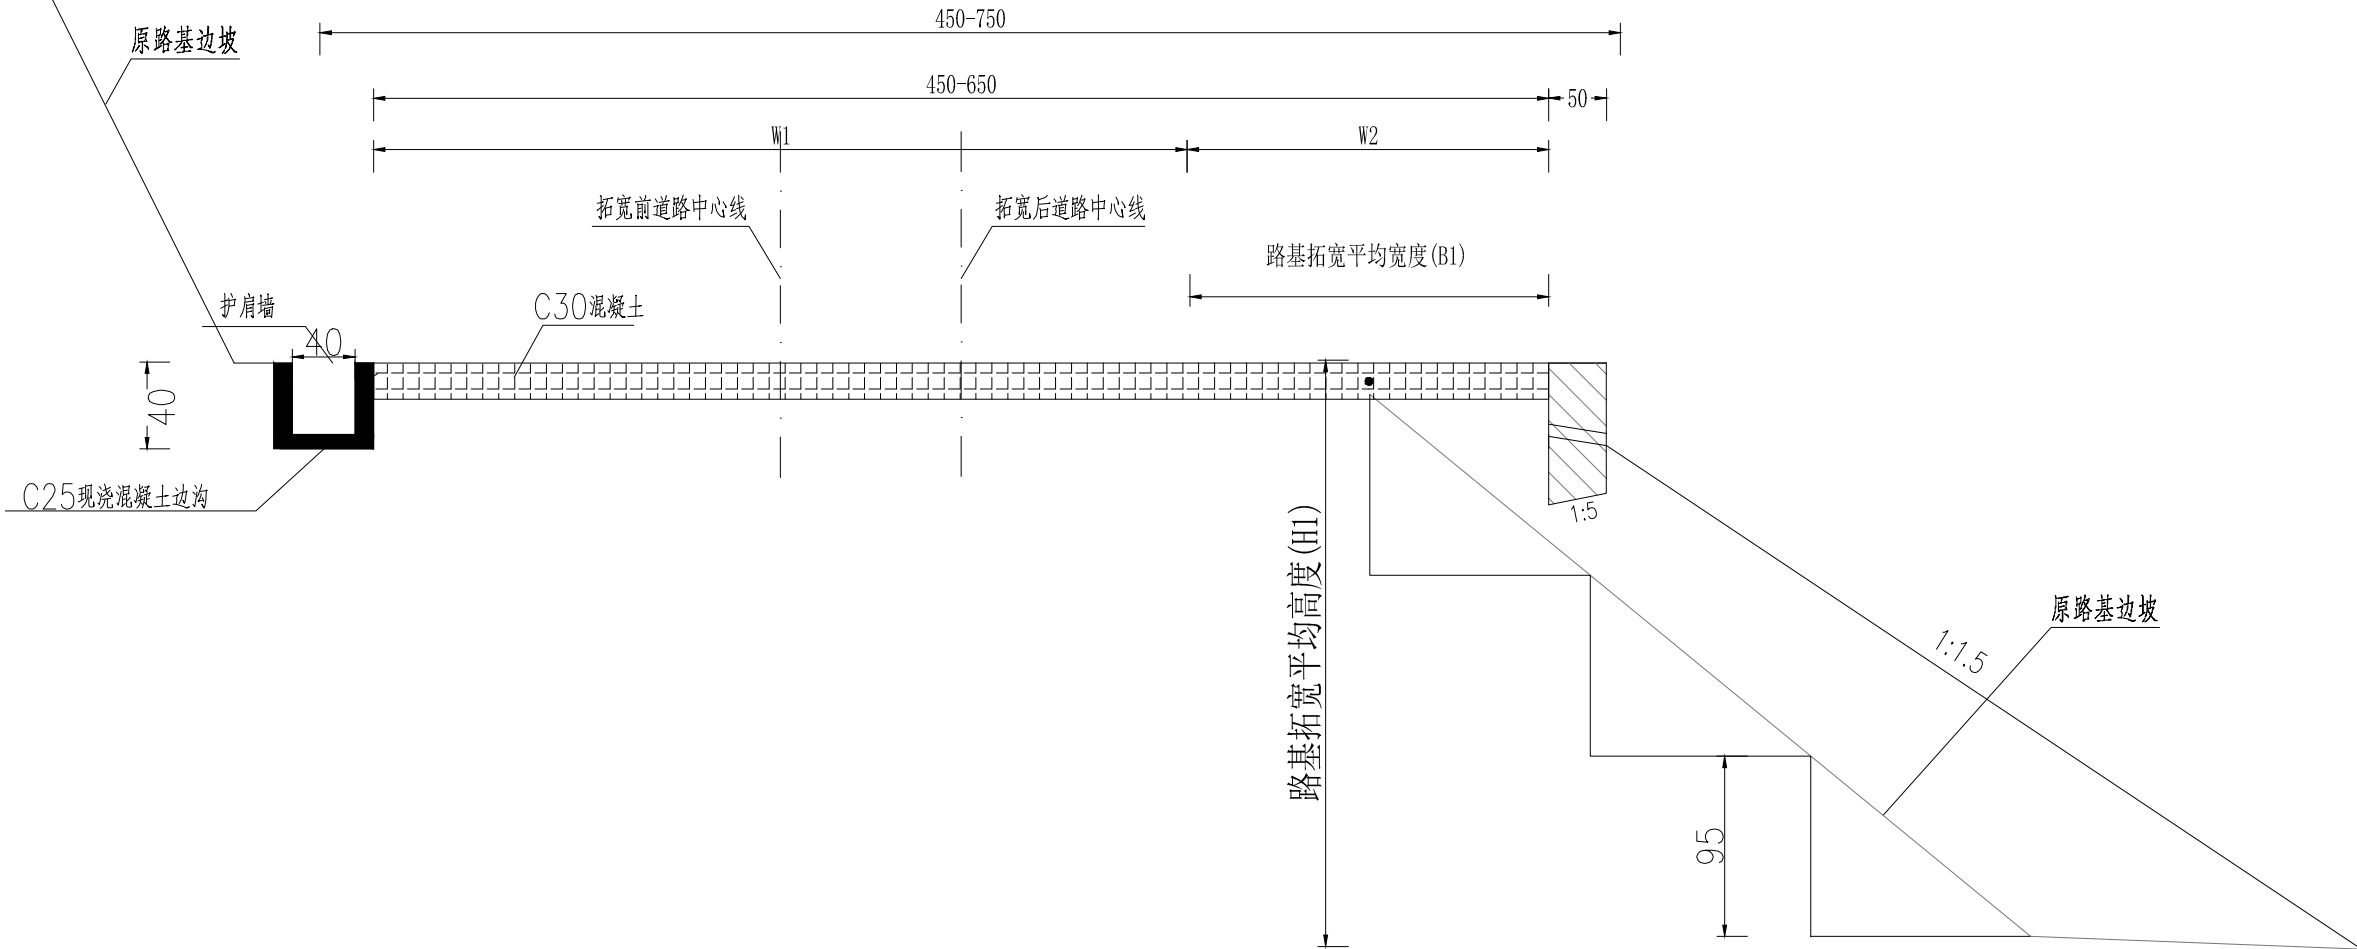 450-750
原路基边坡
450-650
50
W1
W2
拓宽前道路中心线
拓宽后道路中心线
路基拓宽平均宽度(B1)
护肩墙
C30混凝土
40
40
C25现浇混凝土边沟
1:5
路基拓宽平均高度(H1)
原路基边坡
1:1.5
95